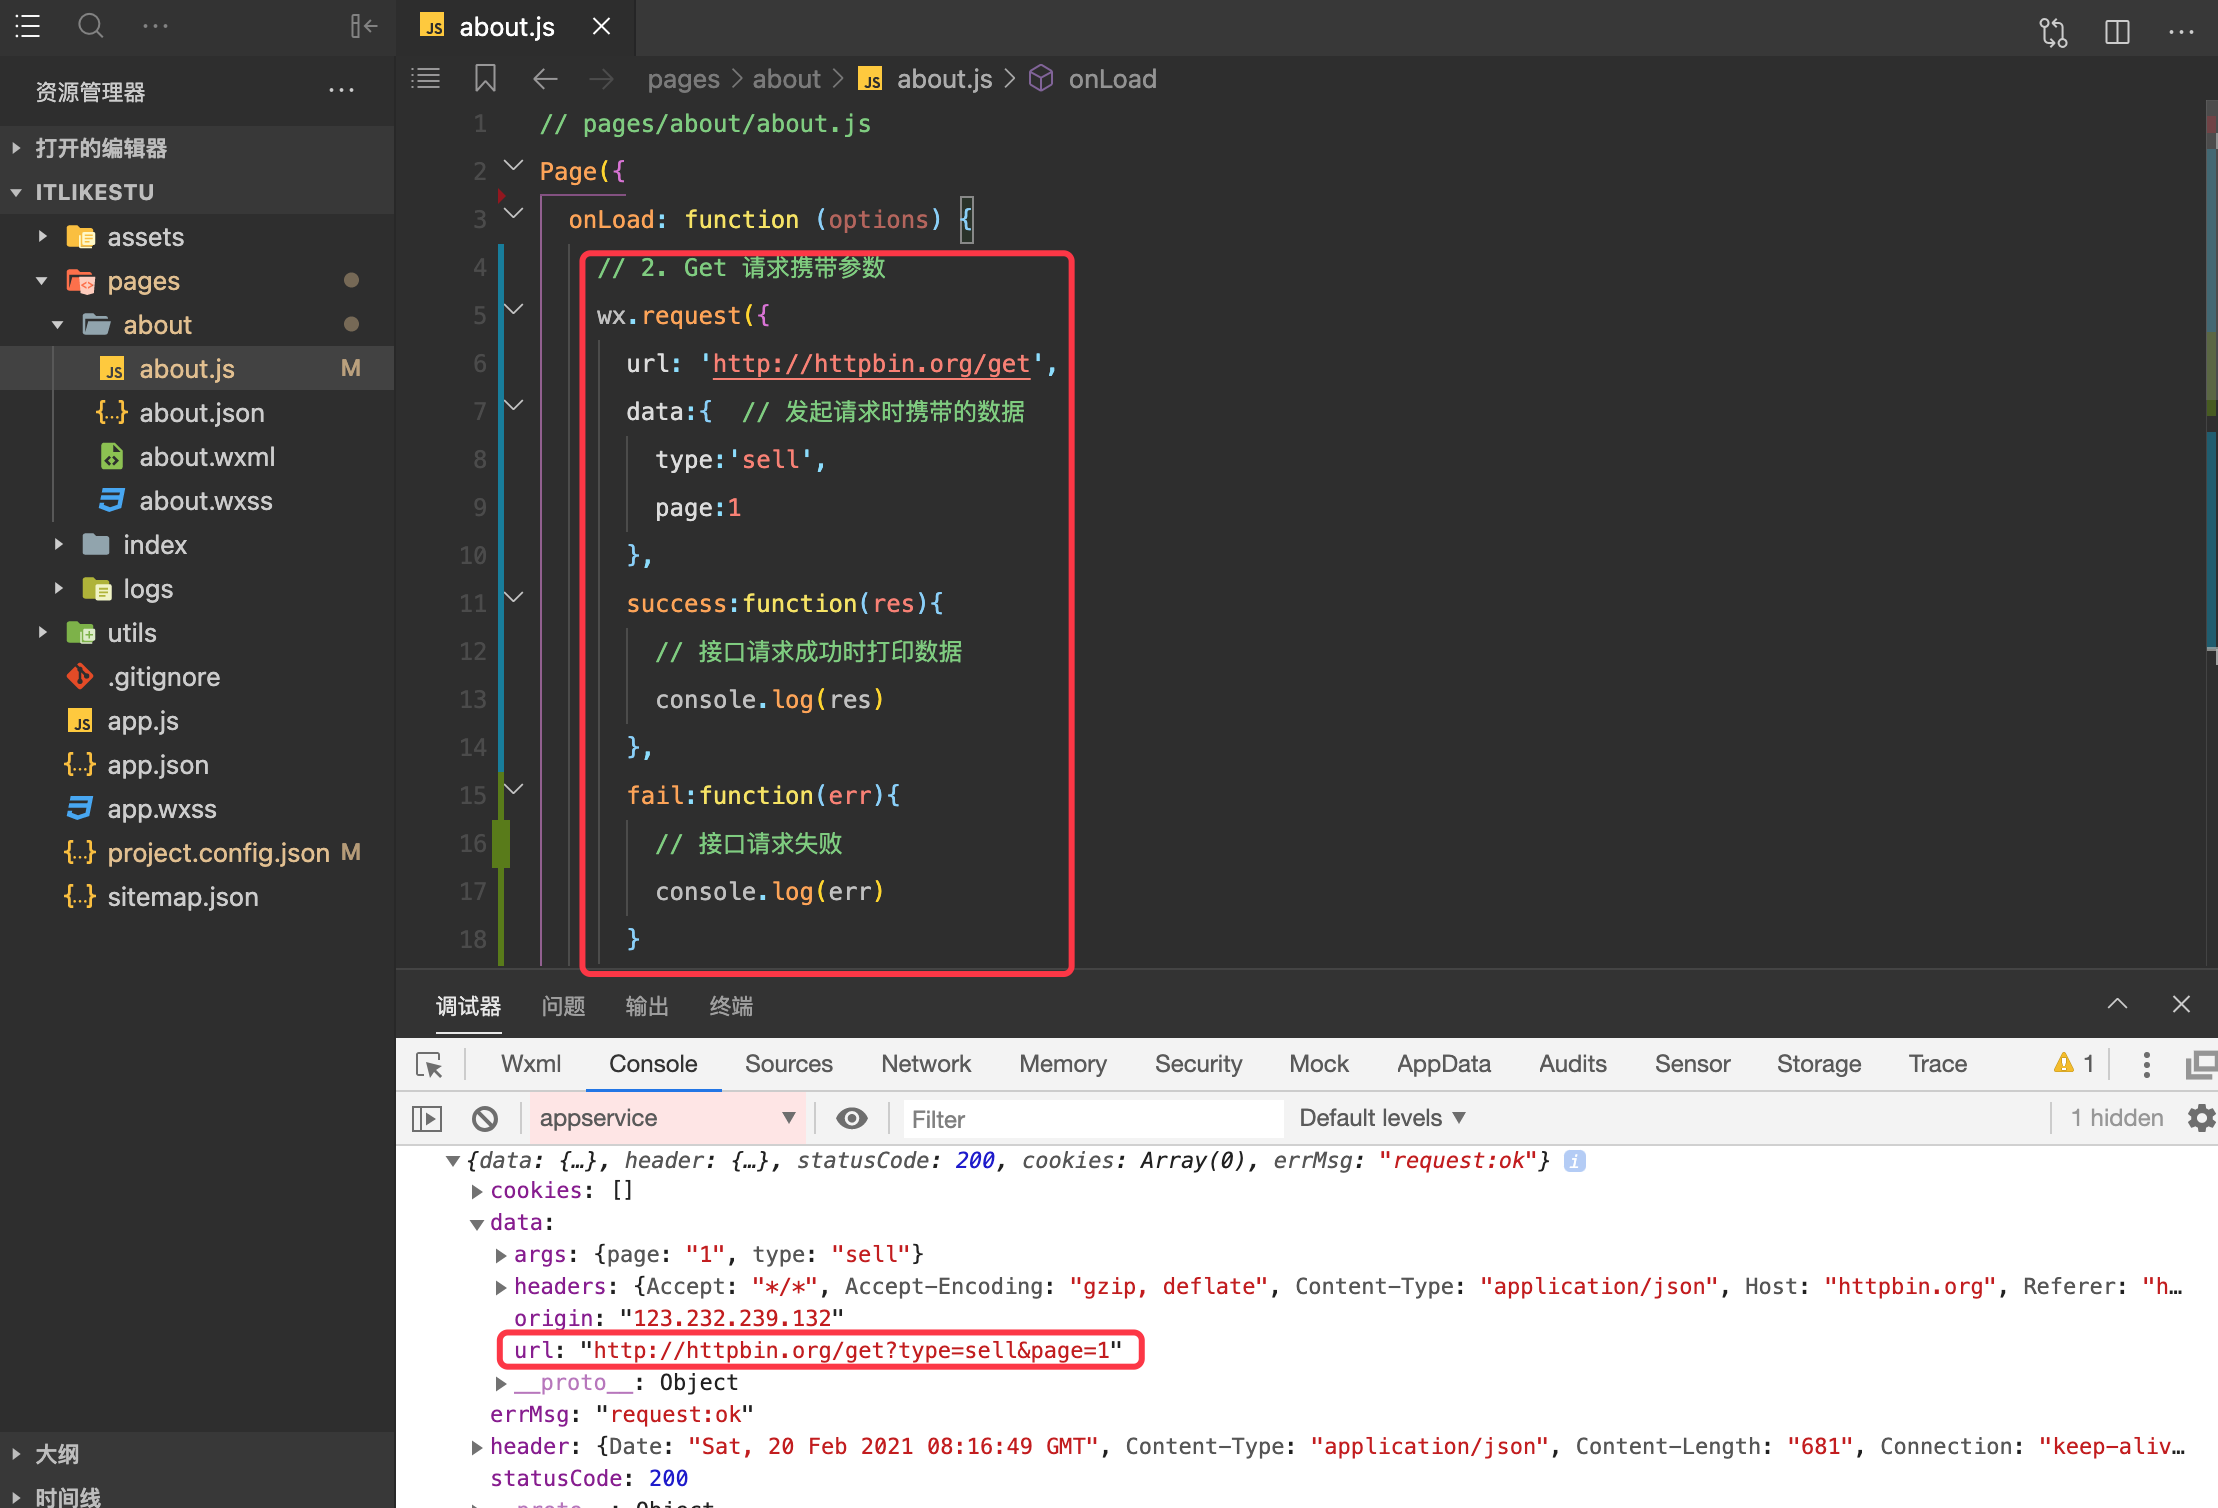 about.js
资源管理器
打开的编辑器
ITLIKESTU
assets
pages
about
about.js M
about.json
about.wxml
about.wxss
index
logs
utils
.gitignore
app.js
app.json
app.wxss
project.config.json M
sitemap.json
大纲
时间线
pages > about > JS about.js > onLoad
1 // pages/about/about.js
2 Page({
3 onLoad: function (options) {
4 // 2. Get 请求携带参数
5 wx.request({
6 url: 'http://httpbin.org/get',
7 data:{ // 发起请求时携带的数据
8 type:'sell',
9 page:1
10 },
11 success:function(res){
12 // 接口请求成功时打印数据
13 console.log(res)
14 },
15 fail:function(err){
16 // 接口请求失败
17 console.log(err)
18 }
调试器 问题 输出 终端
Wxml Console Sources Network Memory Security Mock AppData Audits Sensor Storage Trace 1
appservice Filter Default levels 1 hidden
{data: {…}, header: {…}, statusCode: 200, cookies: Array(0), errMsg: "request:ok"} i
cookies: []
data:
args: {page: "1", type: "sell"}
headers: {Accept: "*/*", Accept-Encoding: "gzip, deflate", Content-Type: "application/json", Host: "httpbin.org", Referer: "h…
origin: "123.232.239.132"
url: "http://httpbin.org/get?type=sell&page=1"
__proto__: Object
errMsg: "request:ok"
header: {Date: "Sat, 20 Feb 2021 08:16:49 GMT", Content-Type: "application/json", Content-Length: "681", Connection: "keep-aliv…
statusCode: 200
__proto__: Object